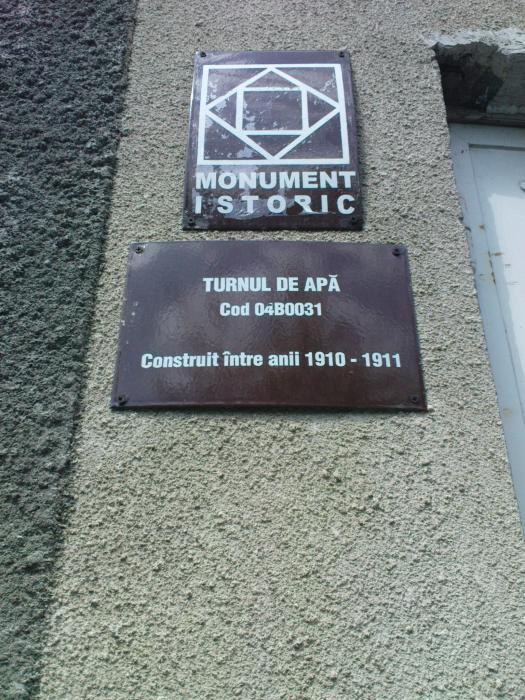 MONUMENT
ISTORIC
TURNUL DE APĂ
Cod 04B0031
Construit între anii 1910 - 1911